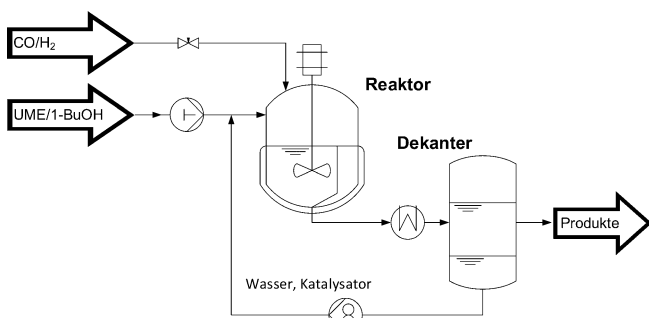 CO/H₂
Reaktor
UME/1-BuOH
Dekanter
Produkte
Wasser, Katalysator